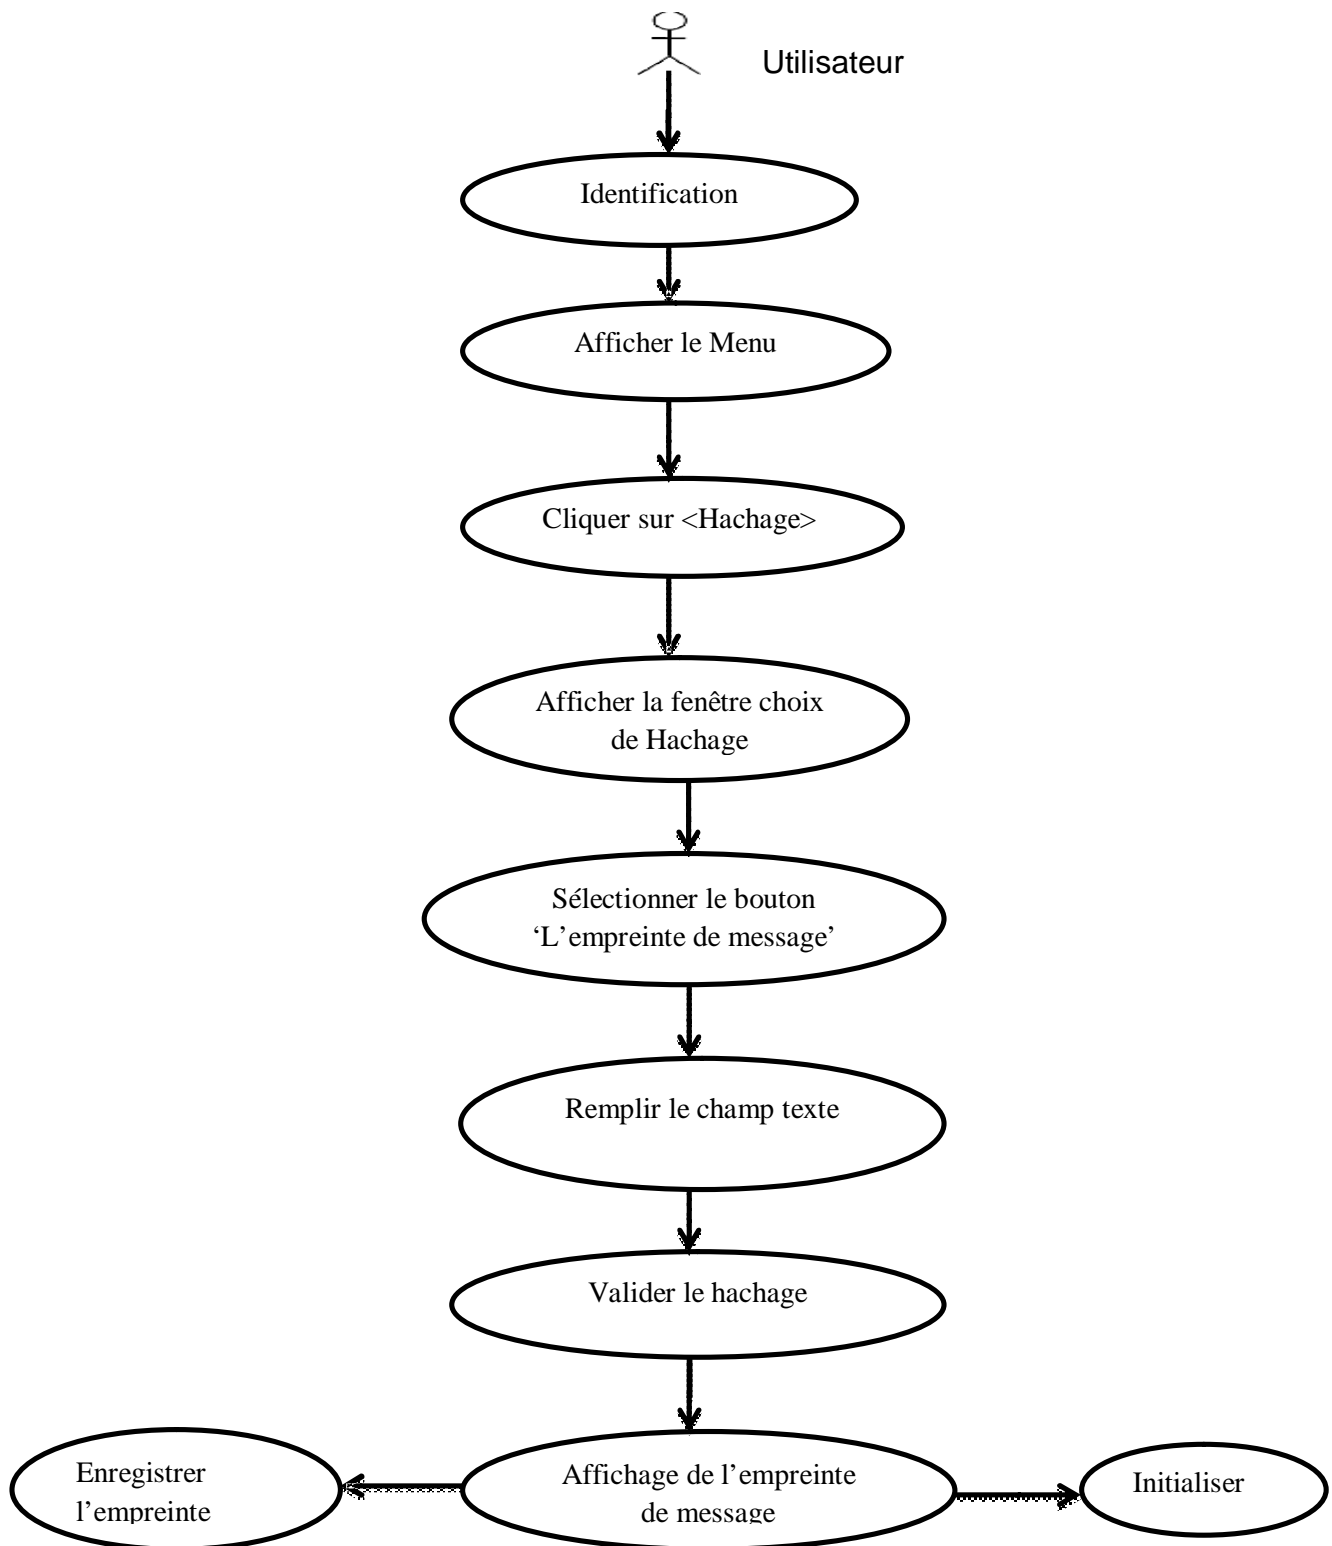 Utilisateur
Identification
Afficher le Menu
Cliquer sur <Hachage>
Afficher la fenêtre choix
de Hachage
Sélectionner le bouton
‘L’empreinte de message’
Remplir le champ texte
Valider le hachage
Enregistrer
l’empreinte
Affichage de l’empreinte
de message
Initialiser